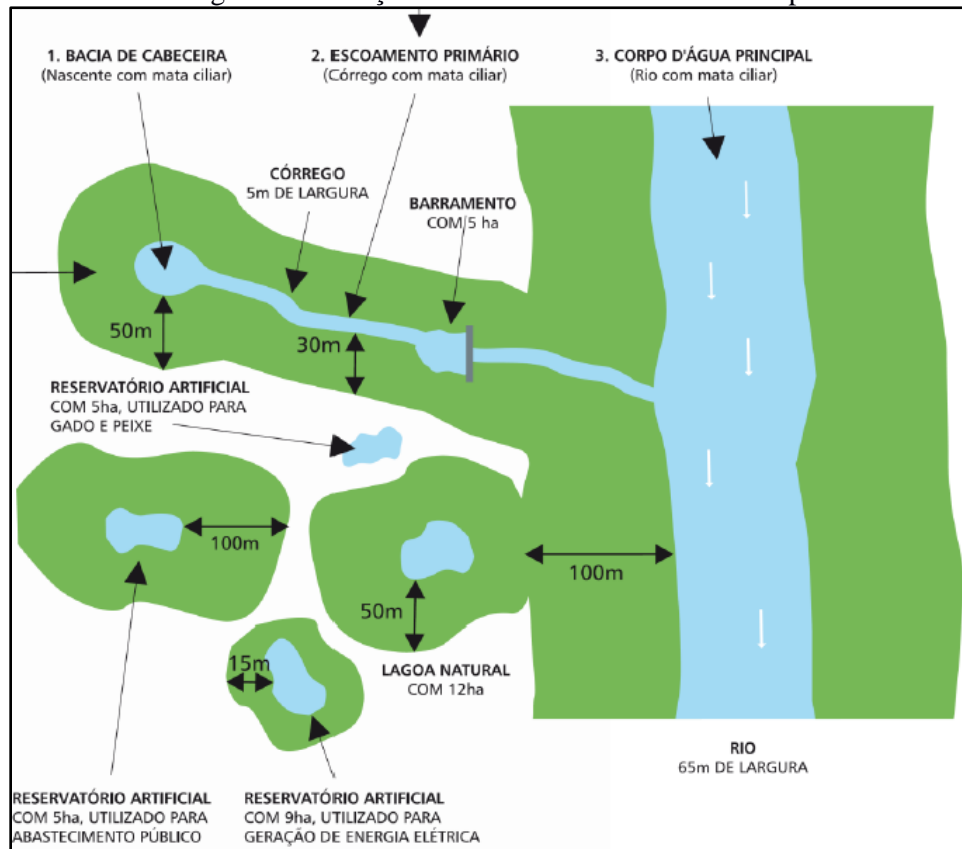 1. BACIA DE CABECEIRA
(Nascente com mata ciliar)
2. ESCOAMENTO PRIMÁRIO
(Córrego com mata ciliar)
3. CORPO D'ÁGUA PRINCIPAL
(Rio com mata ciliar)
CÓRREGO
5m DE LARGURA
BARRAMENTO
COM 5 ha
50m
30m
RESERVATÓRIO ARTIFICIAL
COM 5ha, UTILIZADO PARA
GADO E PEIXE
100m
100m
50m
15m
LAGOA NATURAL
COM 12ha
RIO
65m DE LARGURA
RESERVATÓRIO ARTIFICIAL
COM 5ha, UTILIZADO PARA
ABASTECIMENTO PÚBLICO
RESERVATÓRIO ARTIFICIAL
COM 9ha, UTILIZADO PARA
GERAÇÃO DE ENERGIA ELÉTRICA